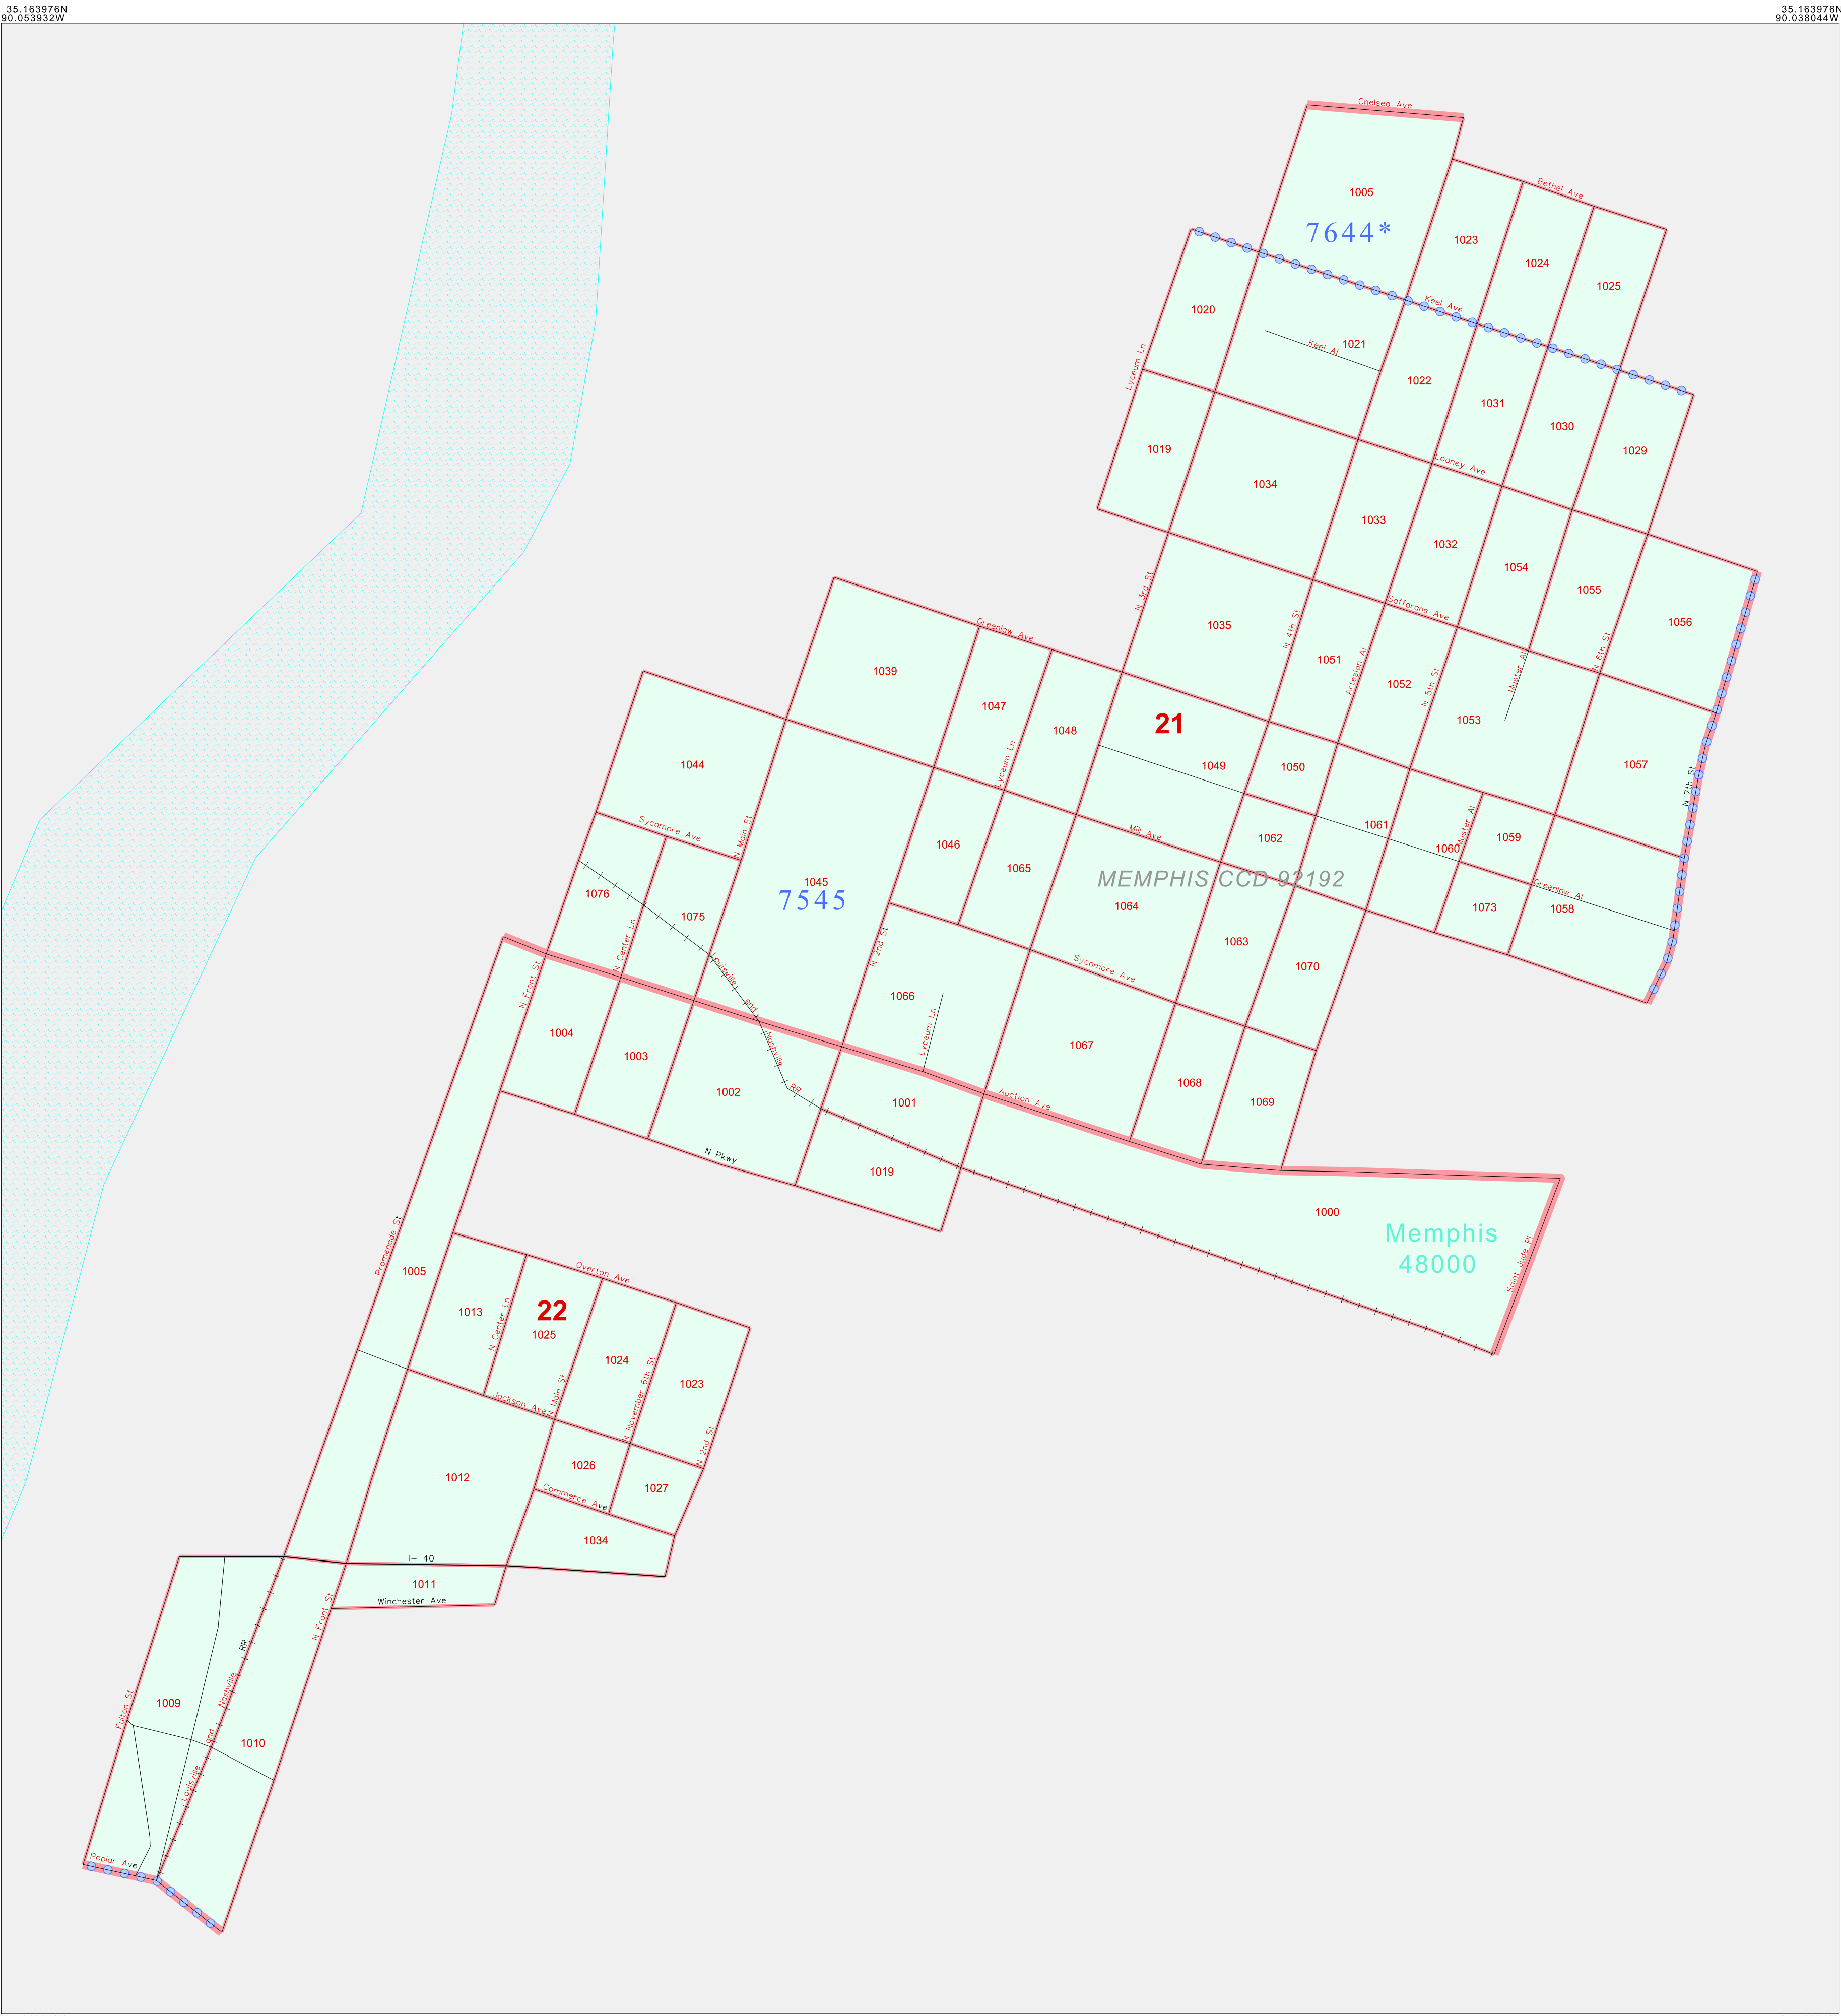 35.163976N
90.053932W
35.163976N
90.038044W
Chelsea Ave
Bethel Ave
1005
7644*
1023
1024
1025
1020
Keel Ave
1021
Keel Al
Lyceum Ln
1022
1031
1030
1029
1019
Looney Ave
1034
1033
1032
1054
1055
1056
N 3rd St
Saffarans Ave
Greenlaw Ave
1035
N 4th St
1051
Artesian Al
1052
N 5th St
Muster Al
N 6th St
1053
1039
1047
1048
21
1044
Lyceum Ln
1049
1050
1057
N 7th St
Sycamore Ave
N Main St
Mill Ave
1061
1062
1060
Muster Al
1059
1046
1065
1045
7545
MEMPHIS CCD 92192
1064
Greenlaw Al
1076
1075
1073
1058
N Center Ln
N 2nd St
1063
1070
N Front St
Louisville and Nashville RR
1066
Sycamore Ave
Lyceum Ln
1004
1003
1067
1068
1002
1001
Auction Ave
1069
N Pkwy
1019
1000
Memphis
48000
Saint Jude Pl
Promenade St
1005
Overton Ave
1013
N Center Ln
22
1025
1024
N November 6th St
1023
Jackson Ave
N Main St
N 2nd St
1012
1026
1027
Commerce Ave
1034
I- 40
1011
Winchester Ave
N Front St
Louisville and Nashville RR
Fulton St
1009
1010
Poplar Ave